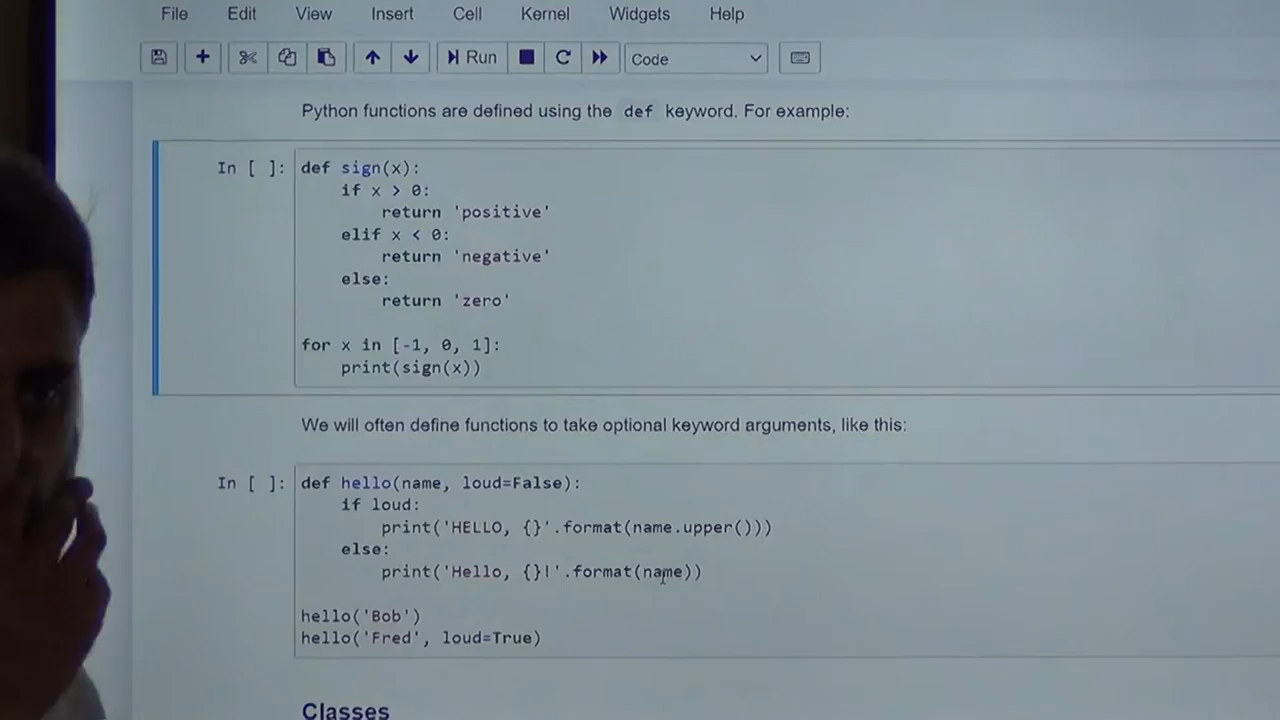 File Edit View Insert Cell Kernel Widgets Help
Run Code
Python functions are defined using the def keyword. For example:
In [ ]: def sign(x):
if x > 0:
return 'positive'
elif x < 0:
return 'negative'
else:
return 'zero'
for x in [-1, 0, 1]:
print(sign(x))
We will often define functions to take optional keyword arguments, like this:
In [ ]: def hello(name, loud=False):
if loud:
print('HELLO, {}'.format(name.upper()))
else:
print('Hello, {}!'.format(name))
hello('Bob')
hello('Fred', loud=True)
Classes